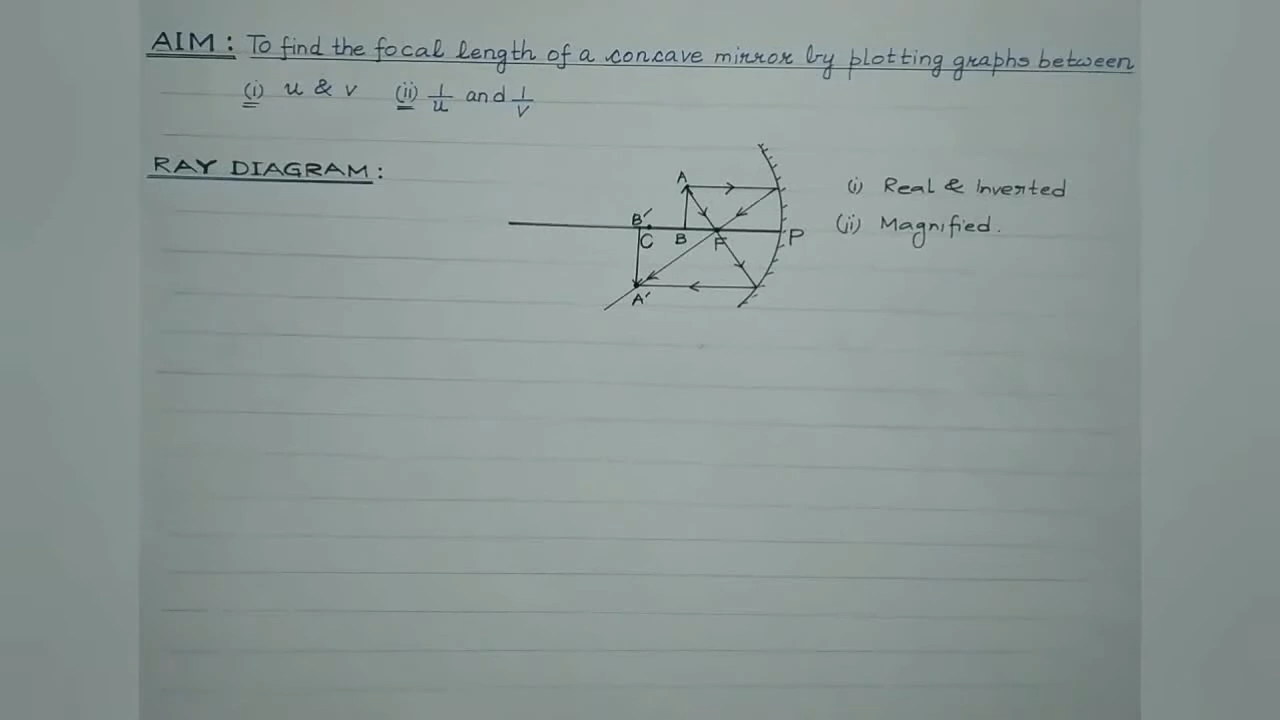 AIM: To find the focal length of a concave mirror by plotting graphs between
(i) u & v (ii) 1/u and 1/v
RAY DIAGRAM:
(i) Real & Inverted
(ii) Magnified.
A
B'
C
B
F
P
A'